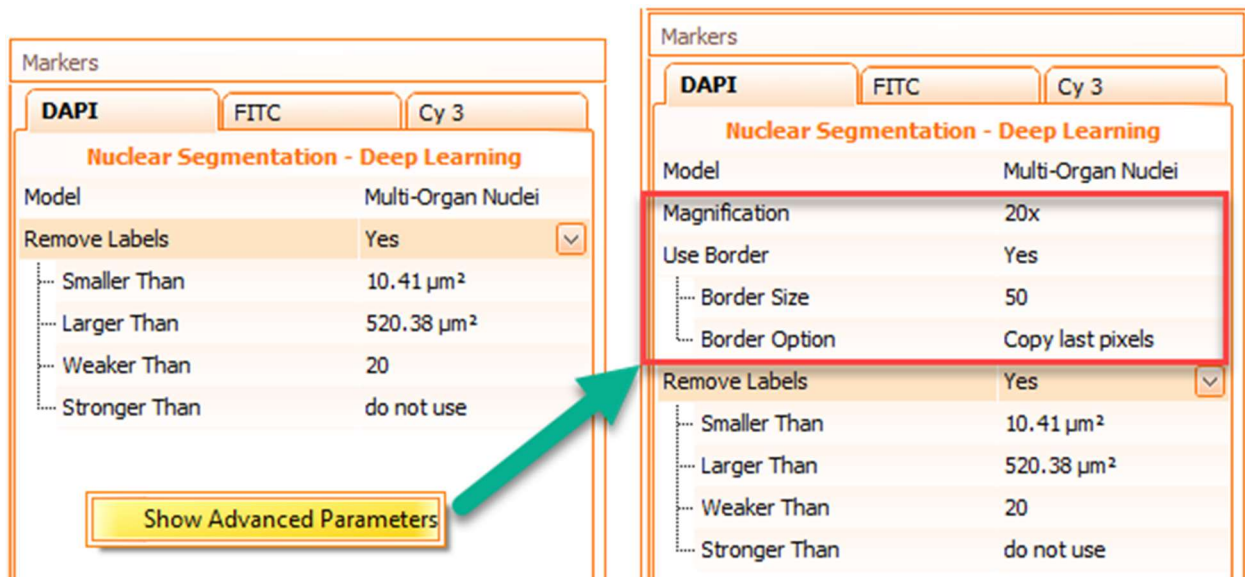 Markers
DAPI FITC Cy 3
Nuclear Segmentation - Deep Learning
Model Multi-Organ Nuclei
Remove Labels Yes
Smaller Than 10.41 µm²
Larger Than 520.38 µm²
Weaker Than 20
Stronger Than do not use
Show Advanced Parameters
Markers
DAPI FITC Cy 3
Nuclear Segmentation - Deep Learning
Model Multi-Organ Nuclei
Magnification 20x
Use Border Yes
Border Size 50
Border Option Copy last pixels
Remove Labels Yes
Smaller Than 10.41 µm²
Larger Than 520.38 µm²
Weaker Than 20
Stronger Than do not use